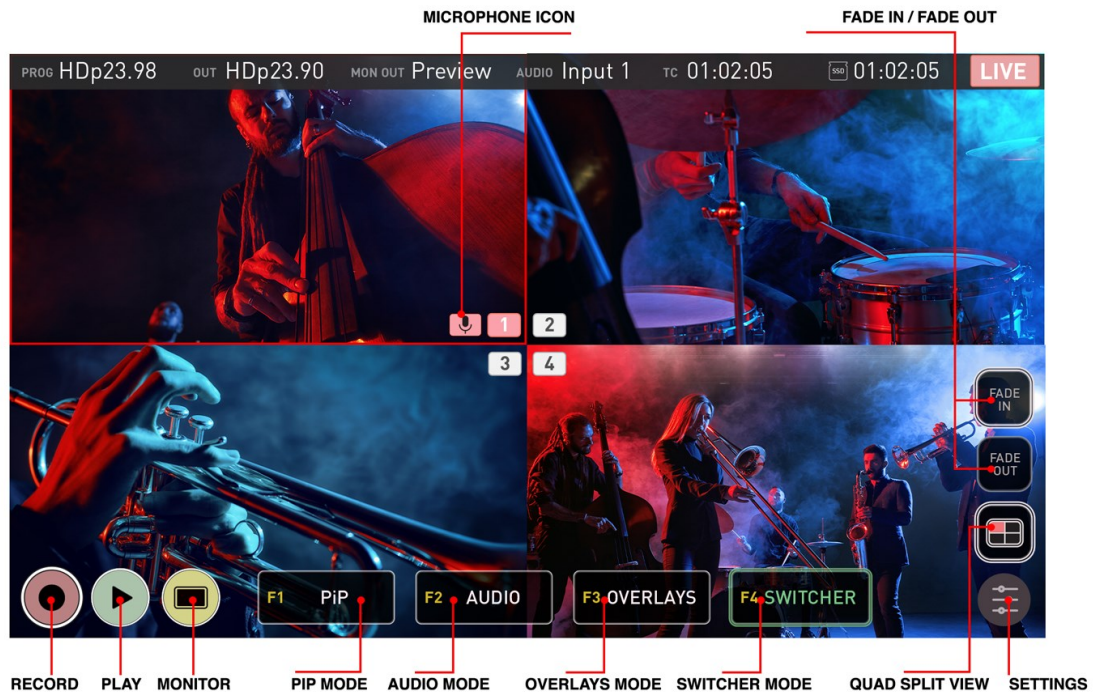 MICROPHONE ICON
FADE IN / FADE OUT
PROG HDp23.98 OUT HDp23.90 MON OUT Preview AUDIO Input 1 TC 01:02:05 SSD 01:02:05 LIVE
1
2
3
4
FADE
IN
FADE
OUT
F1 PiP
F2 AUDIO
F3 OVERLAYS
F4 SWITCHER
RECORD
PLAY
MONITOR
PIP MODE
AUDIO MODE
OVERLAYS MODE
SWITCHER MODE
QUAD SPLIT VIEW
SETTINGS